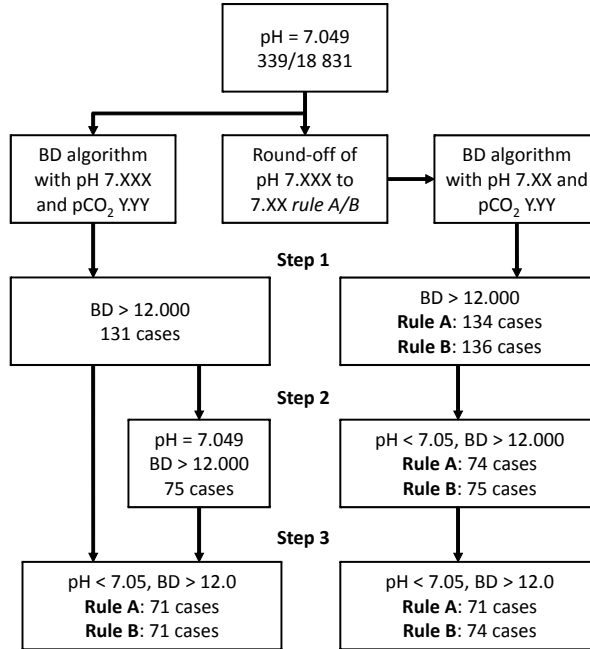 pH = 7.049
339/18 831
BD algorithm
with pH 7.XXX
and pCO₂ Y.YY
Round-off of
pH 7.XXX to
7.XX rule A/B
BD algorithm
with pH 7.XX and
pCO₂ Y.YY
Step 1
BD > 12.000
131 cases
BD > 12.000
Rule A: 134 cases
Rule B: 136 cases
Step 2
pH = 7.049
BD > 12.000
75 cases
pH < 7.05, BD > 12.000
Rule A: 74 cases
Rule B: 75 cases
Step 3
pH < 7.05, BD > 12.0
Rule A: 71 cases
Rule B: 71 cases
pH < 7.05, BD > 12.0
Rule A: 71 cases
Rule B: 74 cases